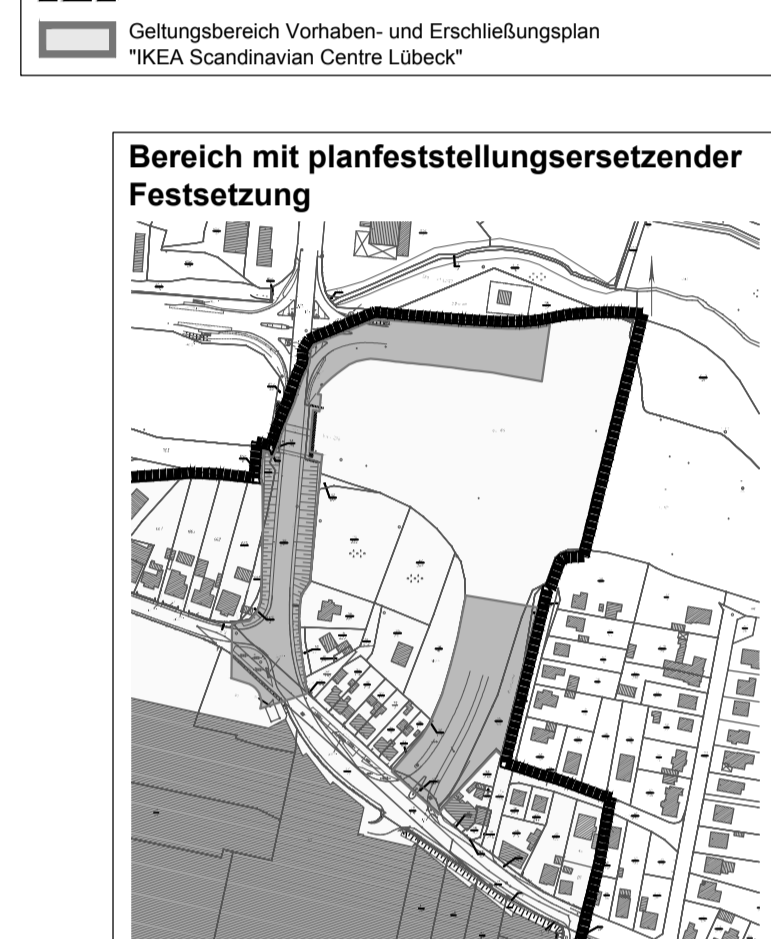 Geltungsbereich Vorhaben- und Erschließungsplan
"IKEA Scandinavian Centre Lübeck"
Bereich mit planfeststellungsersetzender
Festsetzung